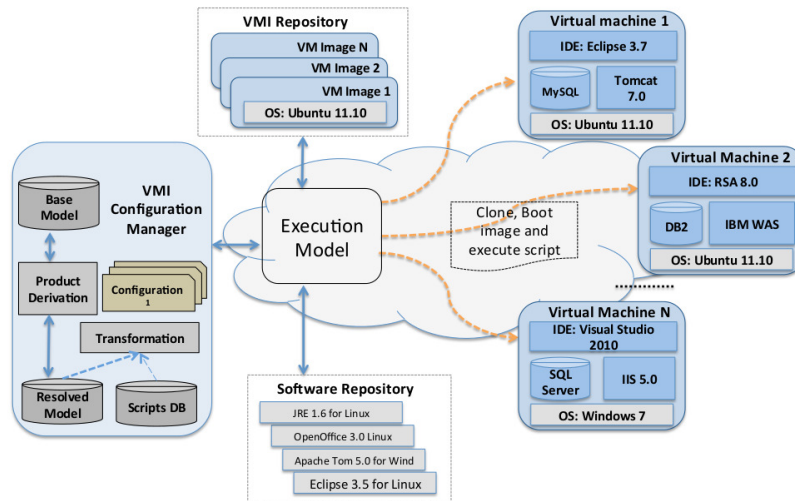 VMI Repository
VM Image N
VM Image 2
VM Image 1
OS: Ubuntu 11.10
Virtual machine 1
IDE: Eclipse 3.7
MySQL
Tomcat
7.0
OS: Ubuntu 11.10
VMI
Configuration
Manager
Base
Model
Product
Derivation
Configuration
1
Transformation
Resolved
Model
Scripts DB
Execution
Model
Clone, Boot
image and
execute script
Virtual Machine 2
IDE: RSA 8.0
DB2
IBM WAS
OS: Ubuntu 11.10
Virtual Machine N
IDE: Visual Studio
2010
SQL
Server
IIS 5.0
OS: Windows 7
Software Repository
JRE 1.6 for Linux
OpenOffice 3.0 Linux
Apache Tom 5.0 for Wind
Eclipse 3.5 for Linux